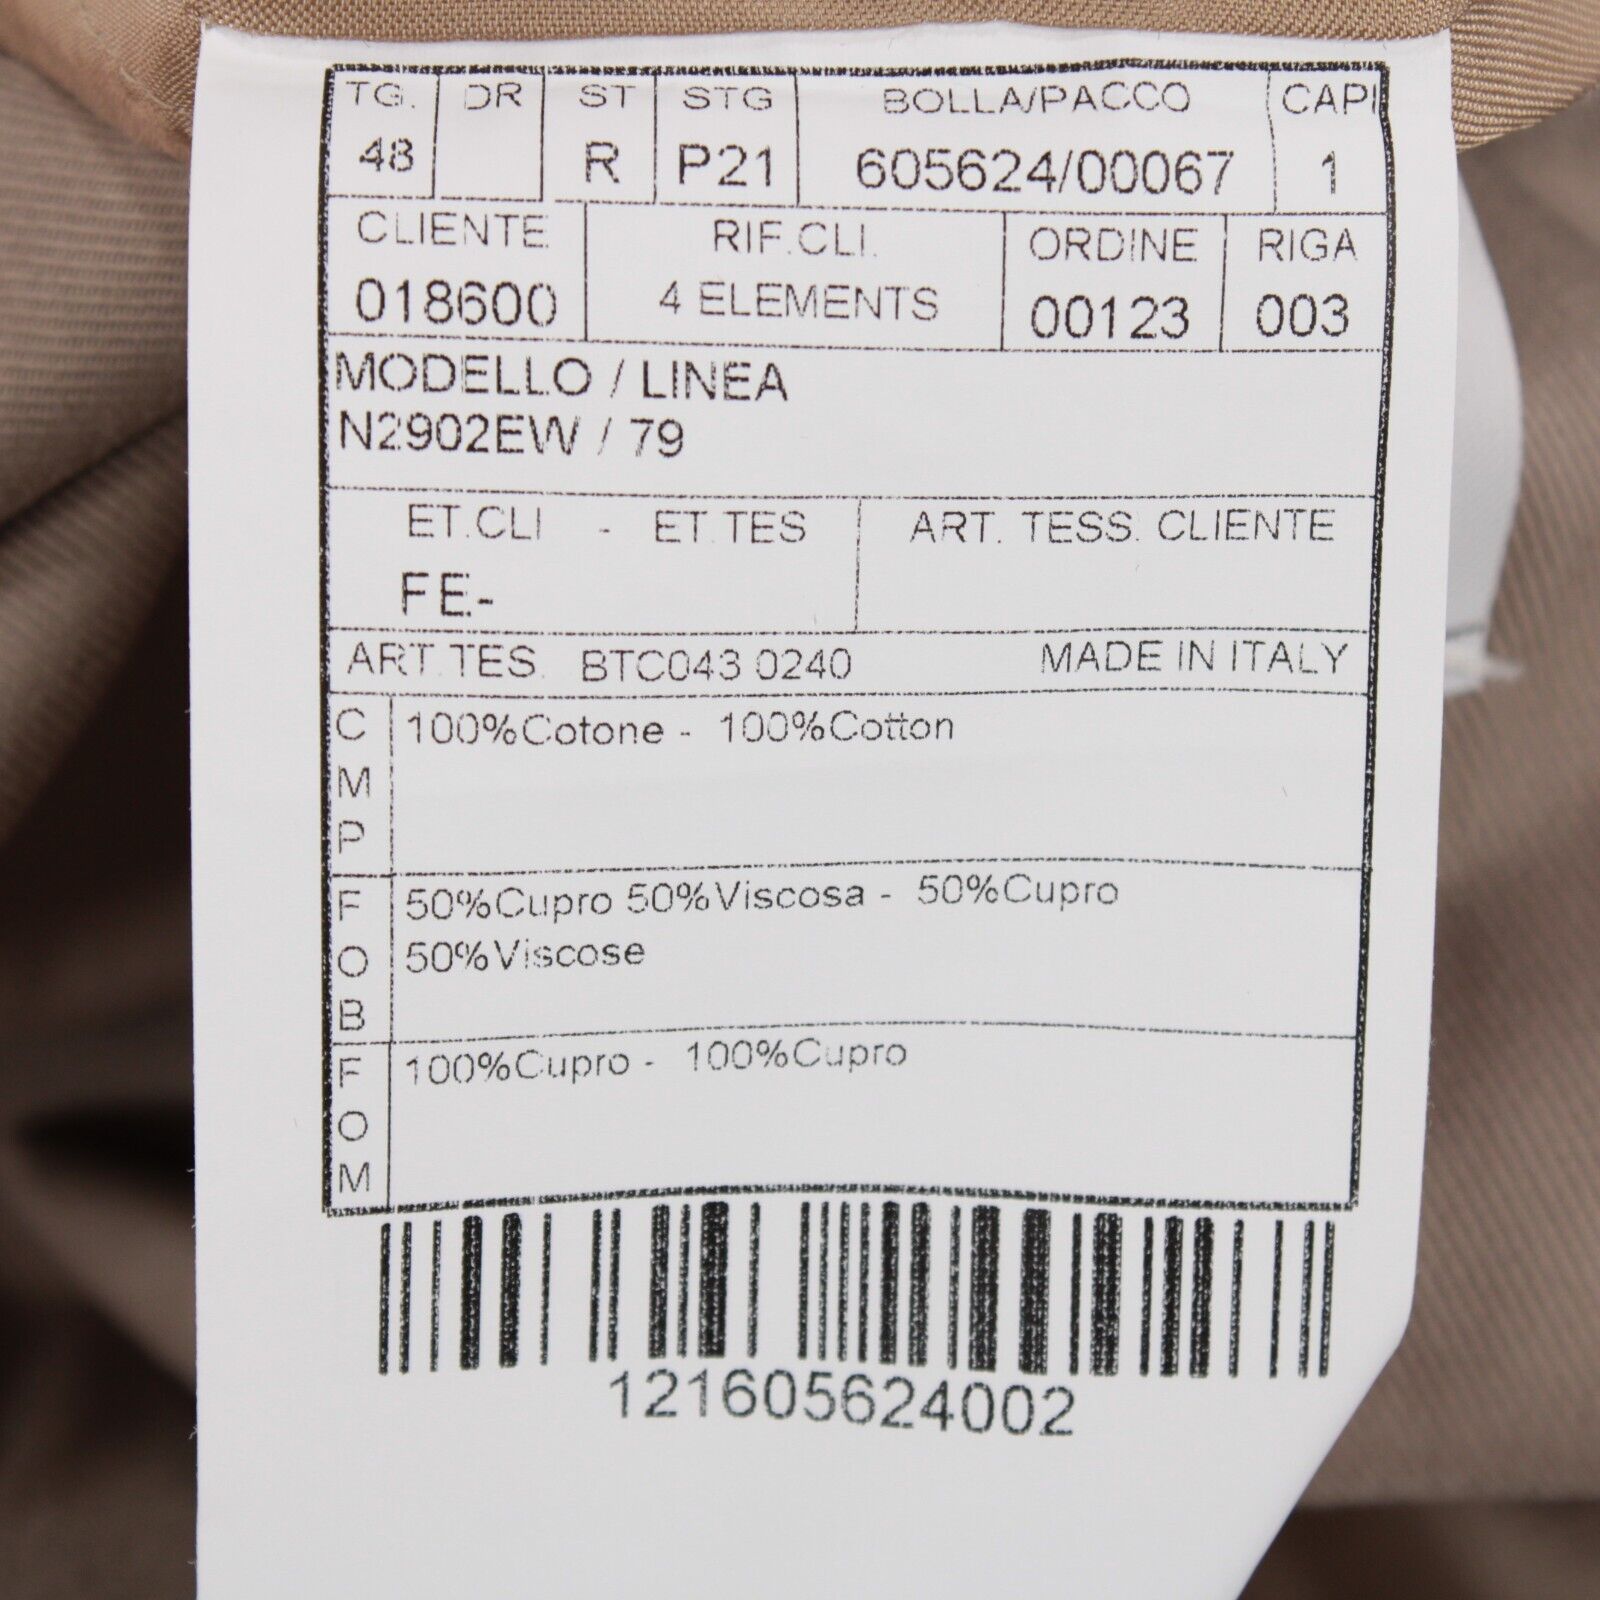 TG. DR ST STG BOLLA/PACCO CAPI
48 R P21 605624/00067 1
CLIENTE RIF.CLI. ORDINE RIGA
018600 4 ELEMENTS 00123 003
MODELLO / LINEA
N2902EW / 79
ET.CLI - ET.TES ART. TESS. CLIENTE
FE-
ART.TES. BTC043 0240 MADE IN ITALY
CMP 100%Cotone - 100%Cotton
FOB 50%Cupro 50%Viscosa - 50%Cupro
50%Viscose
FOM 100%Cupro - 100%Cupro
121605624002